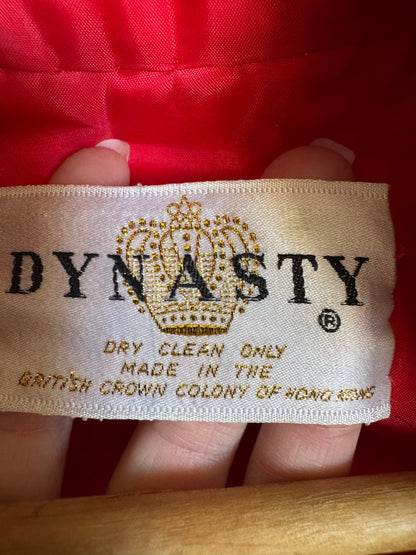 DYNASTY
®
DRY CLEAN ONLY
MADE IN THE
BRITISH CROWN COLONY OF HONG KONG